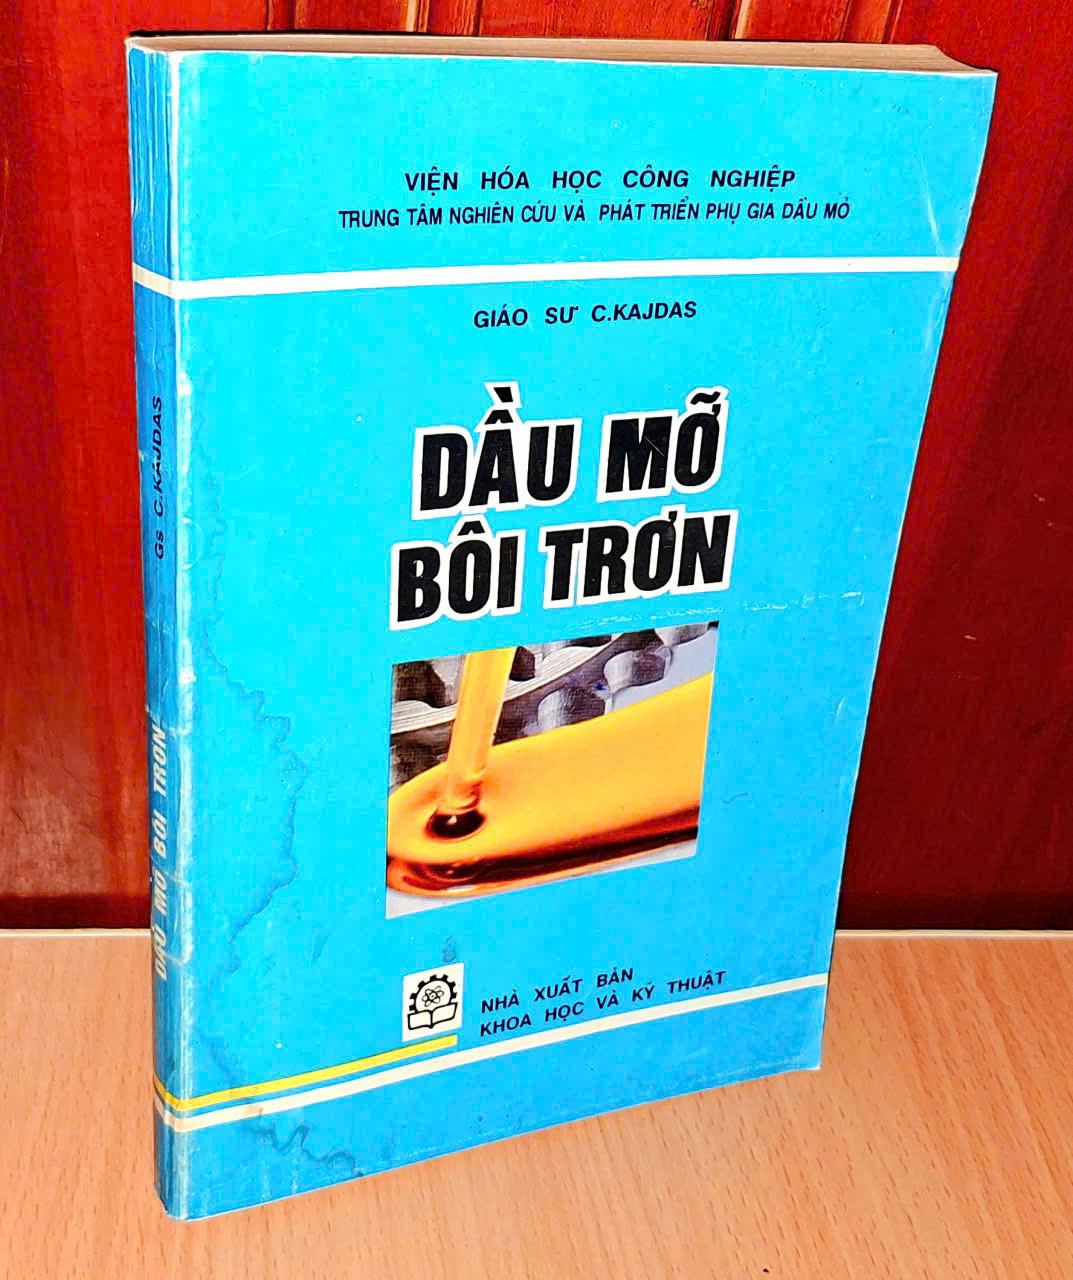 VIỆN HÓA HỌC CÔNG NGHIỆP
TRUNG TÂM NGHIÊN CỨU VÀ PHÁT TRIỂN PHỤ GIA DẦU MỎ
GIÁO SƯ C.KAJDAS
DẦU MỠ
BÔI TRƠN
NHÀ XUẤT BẢN
KHOA HỌC VÀ KỸ THUẬT
Gs C.KAJDAS
DẦU MỠ BÔI TRƠN